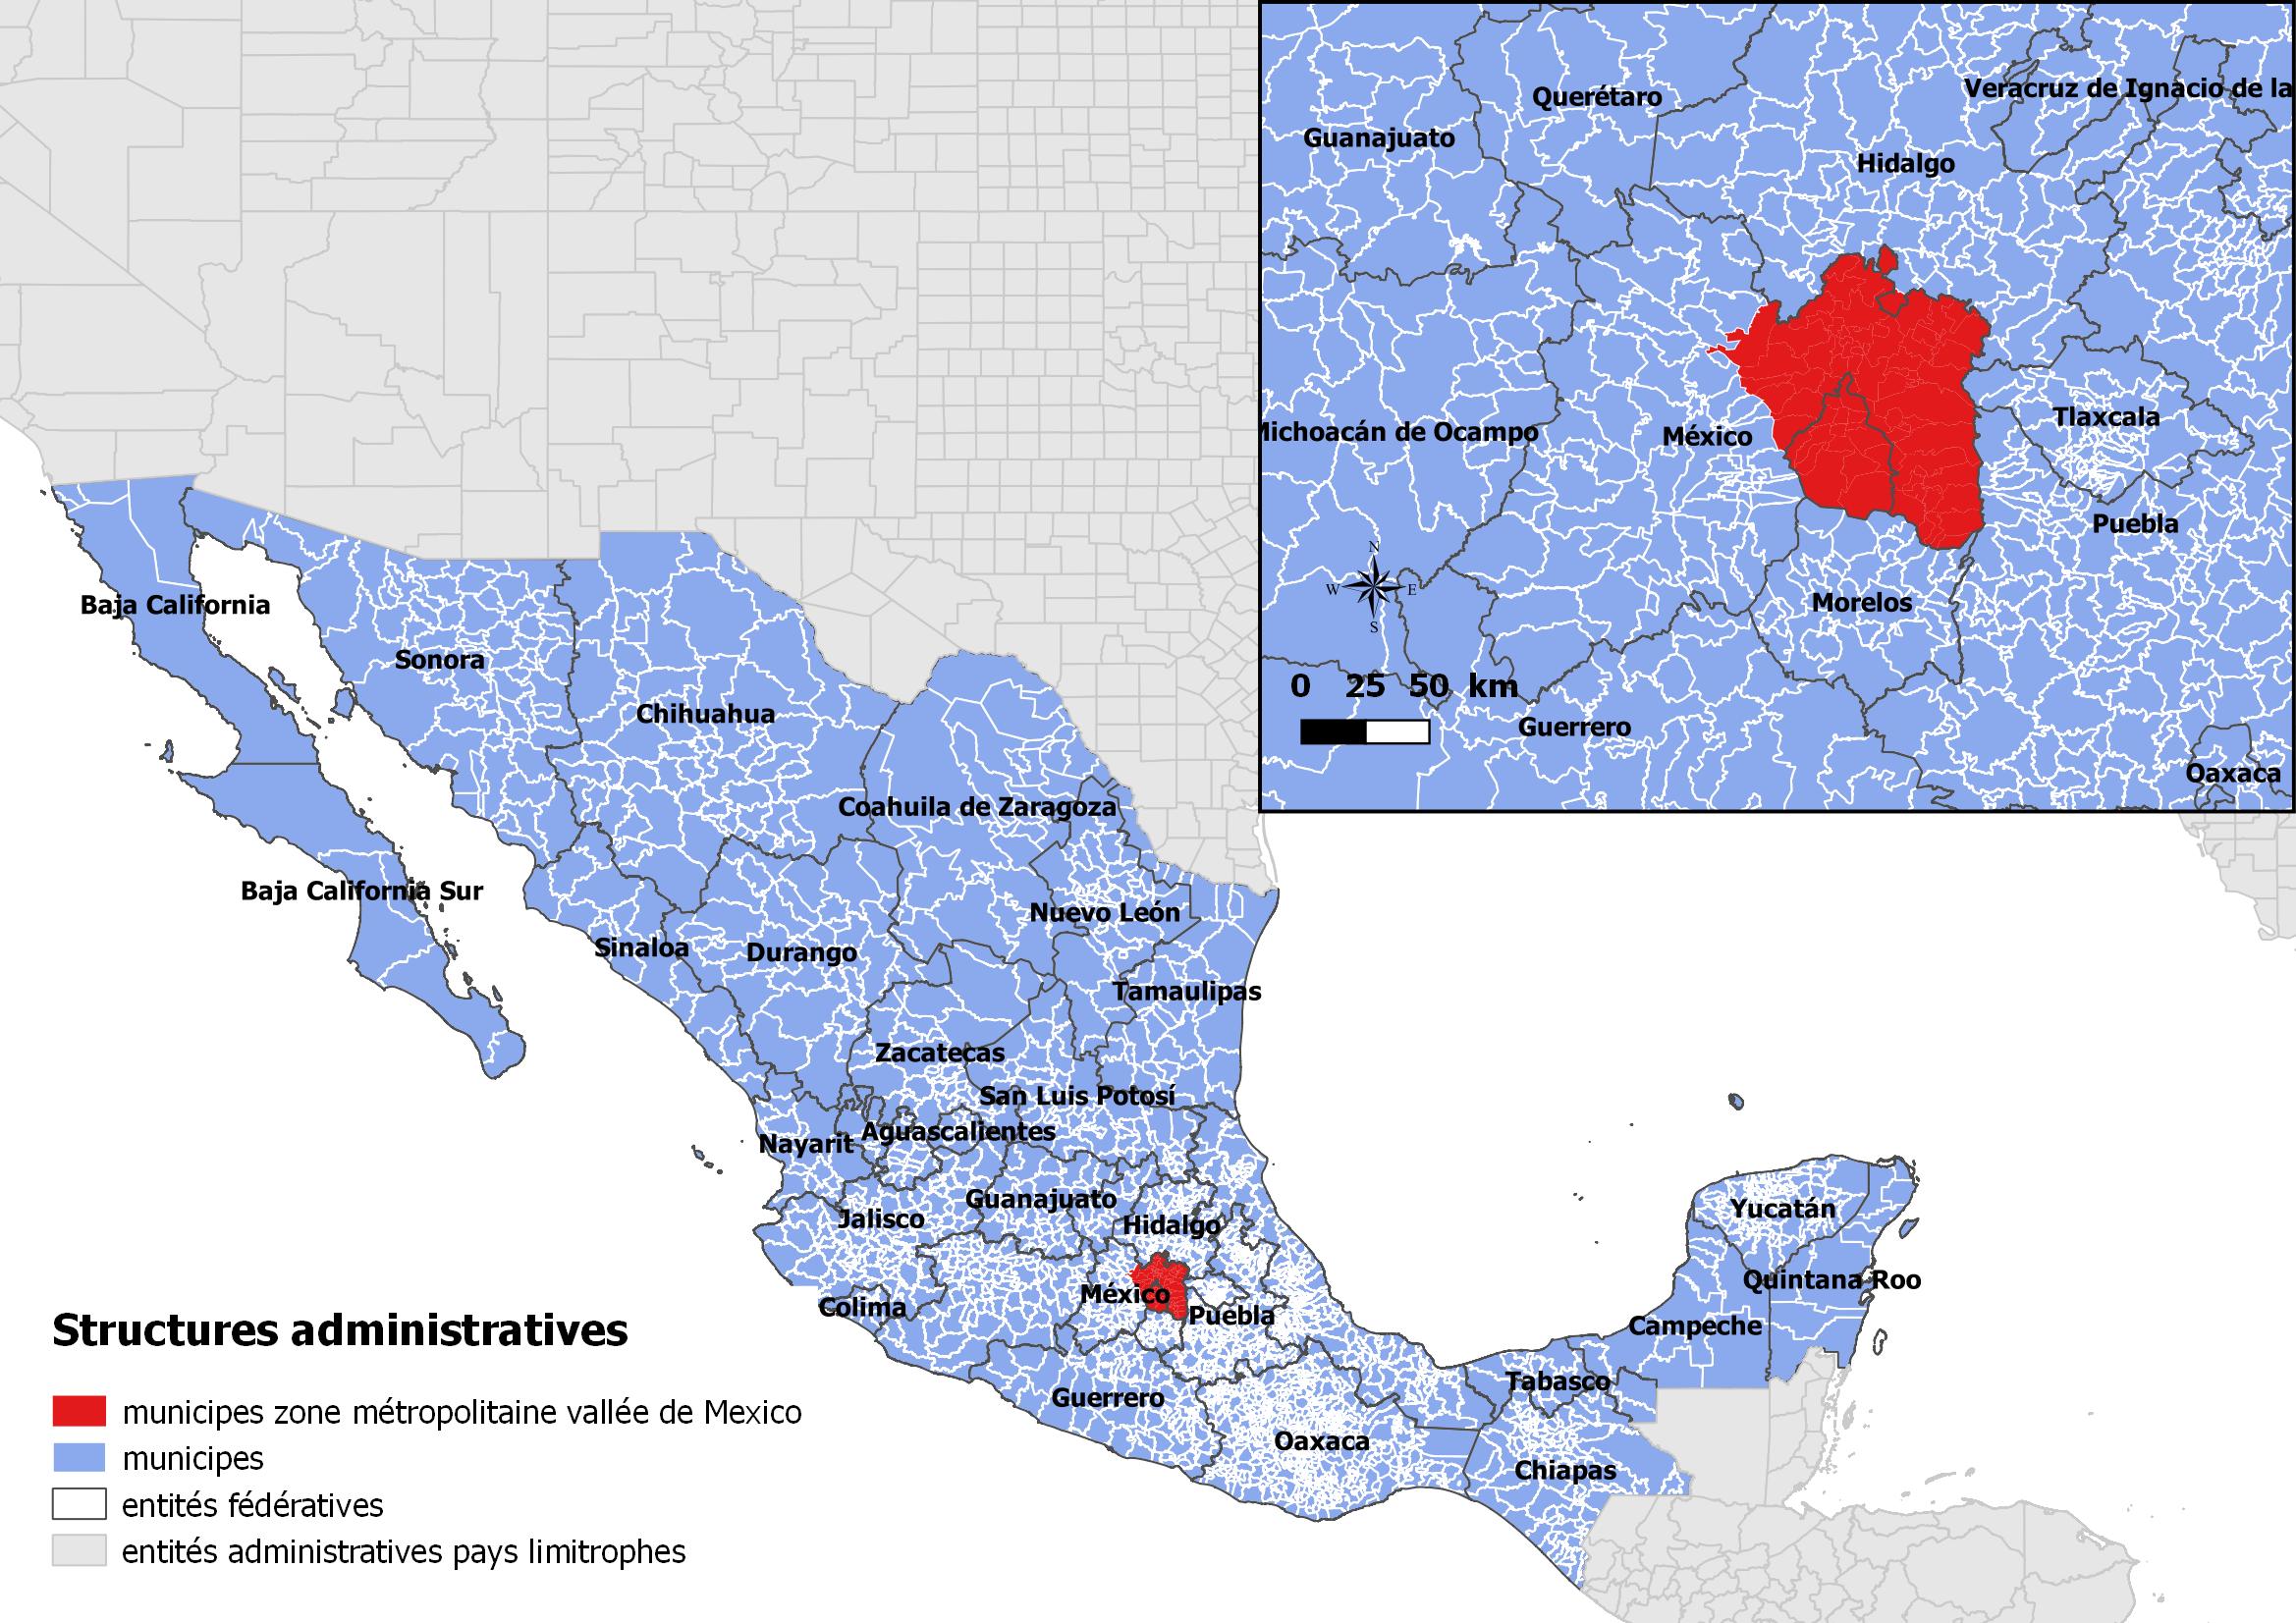 Querétaro
Veracruz de Ignacio de la
Guanajuato
Hidalgo
Michoacán de Ocampo
México
Tlaxcala
Puebla
N
W E
S
Morelos
0 25 50 km
Guerrero
Oaxaca
Baja California
Sonora
Chihuahua
Coahuila de Zaragoza
Baja California Sur
Nuevo León
Sinaloa
Durango
Tamaulipas
Zacatecas
San Luis Potosí
Aguascalientes
Nayarit
Guanajuato
Jalisco
Hidalgo
Yucatán
Quintana Roo
México
Colima
Puebla
Campeche
Tabasco
Guerrero
Oaxaca
Chiapas
Structures administratives
municipes zone métropolitaine vallée de Mexico
municipes
entités fédératives
entités administratives pays limitrophes